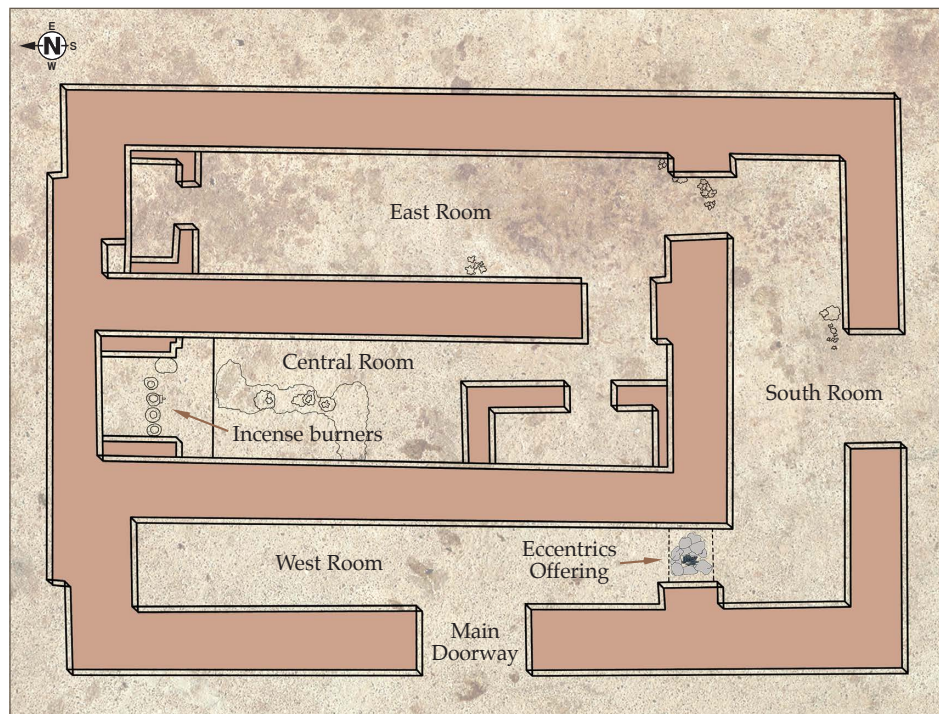 E
N S
W
East Room
Central Room
South Room
Incense burners
West Room
Eccentrics
Offering
Main
Doorway